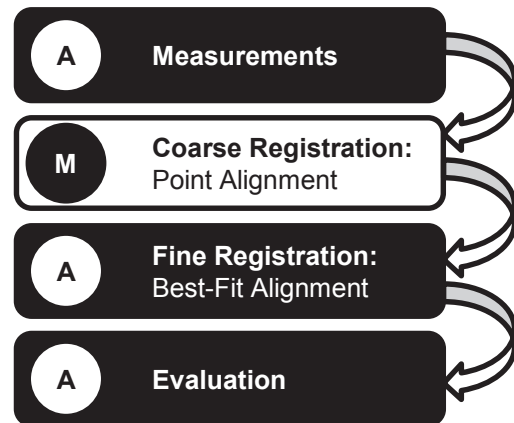 A
Measurements
M
Coarse Registration:
Point Alignment
A
Fine Registration:
Best-Fit Alignment
A
Evaluation